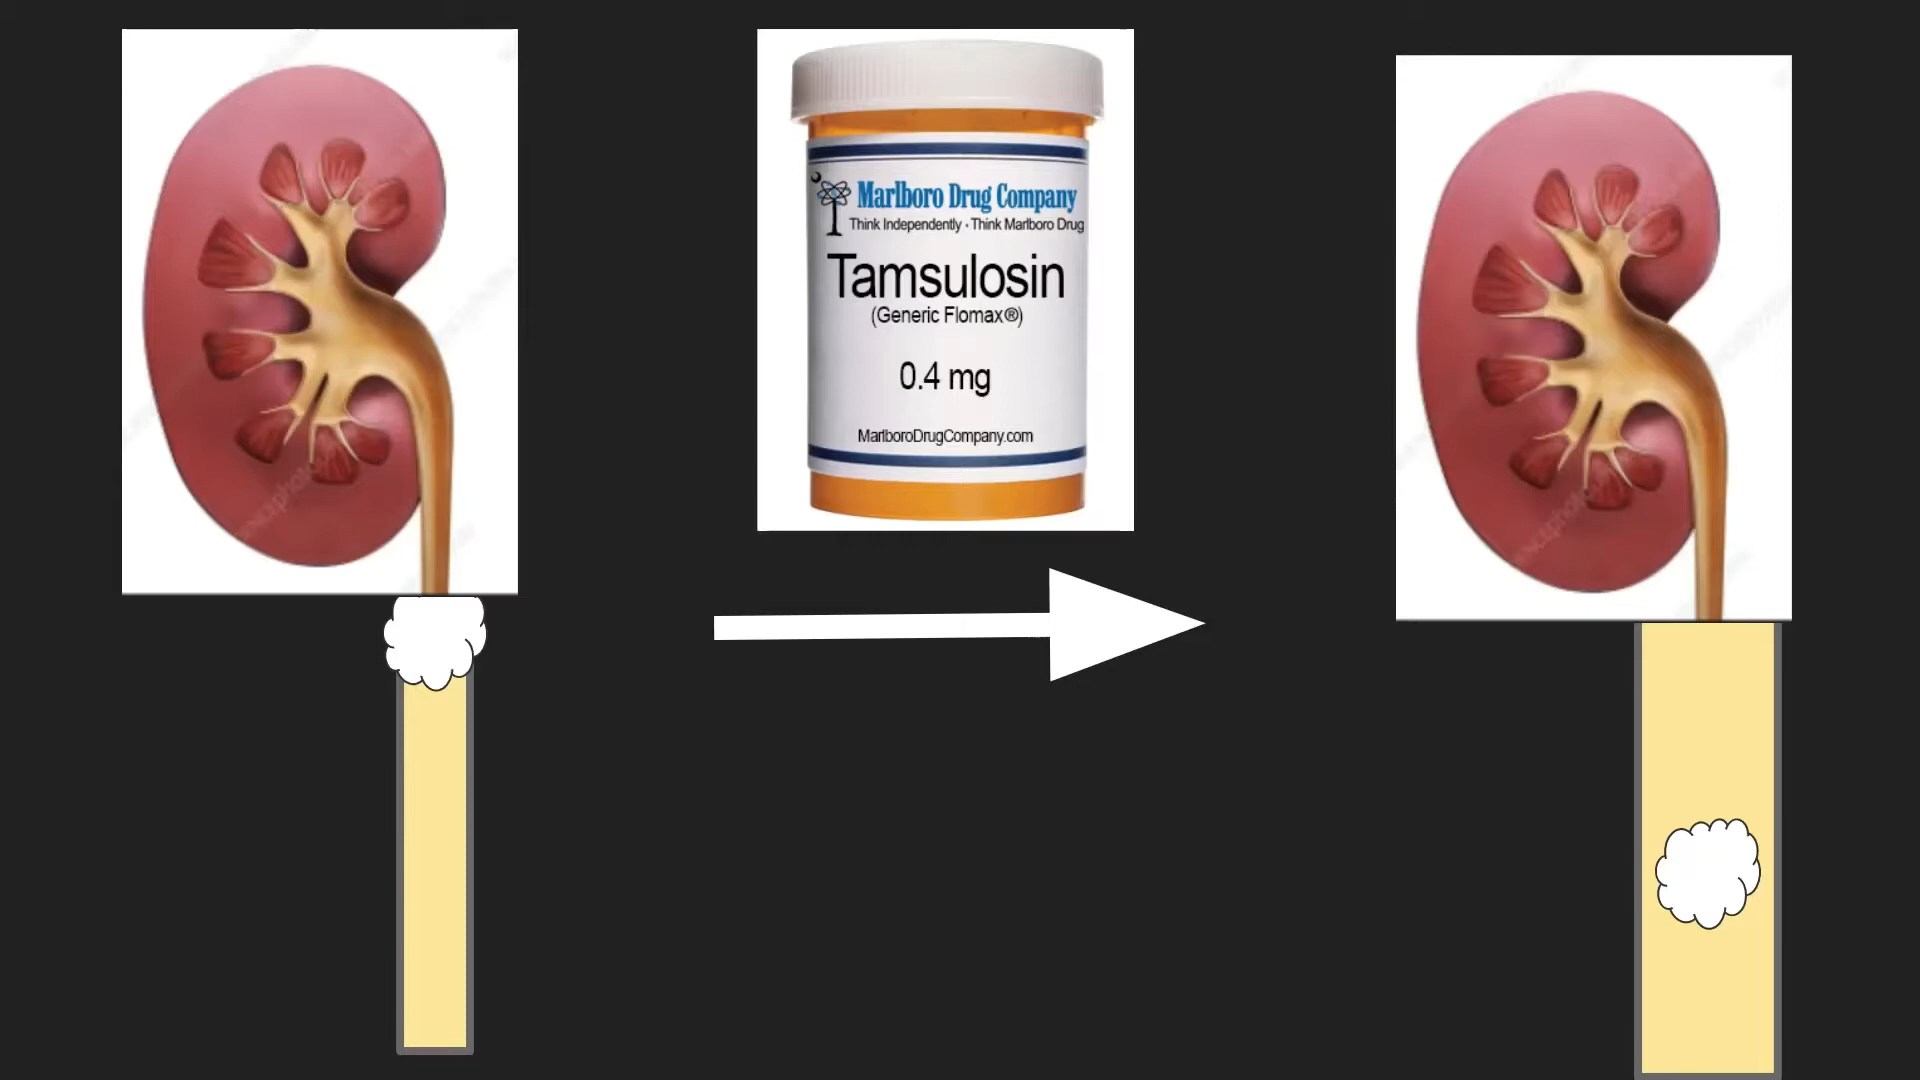 Marlboro Drug Company
Think Independently - Think Marlboro Drug
Tamsulosin
(Generic Flomax®)
0.4 mg
MarlboroDrugCompany.com